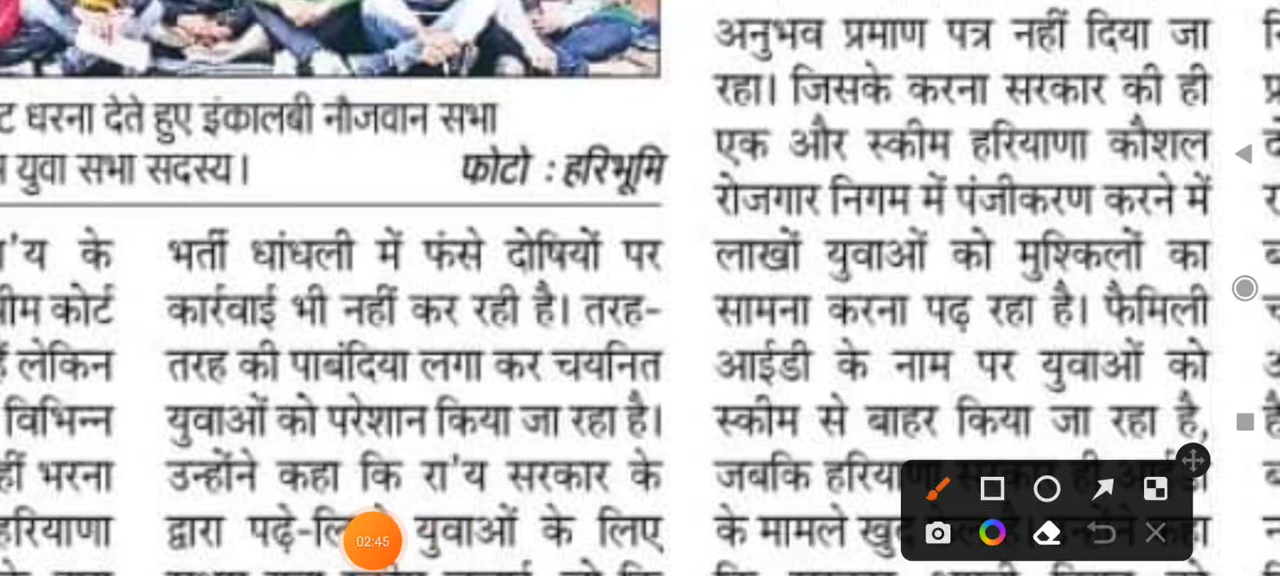 ट धरना देते हुए इंकालबी नौजवान सभा
युवा सभा सदस्य।
फोटो : हरिभूमि
रा'य के
सुप्रीम कोर्ट
लेकिन
विभिन्न
भरना
हरियाणा
भर्ती धांधली में फंसे दोषियों पर
कार्रवाई भी नहीं कर रही है। तरह-
तरह की पाबंदिया लगा कर चयनित
युवाओं को परेशान किया जा रहा है।
उन्होंने कहा कि रा'य सरकार के
द्वारा पढ़े-लि युवाओं के लिए
अनुभव प्रमाण पत्र नहीं दिया जा
रहा। जिसके करना सरकार की ही
एक और स्कीम हरियाणा कौशल
रोजगार निगम में पंजीकरण करने में
लाखों युवाओं को मुश्किलों का
सामना करना पढ़ रहा है। फैमिली
आईडी के नाम पर युवाओं को
स्कीम से बाहर किया जा रहा है,
जबकि
के मामले खुद
02:45